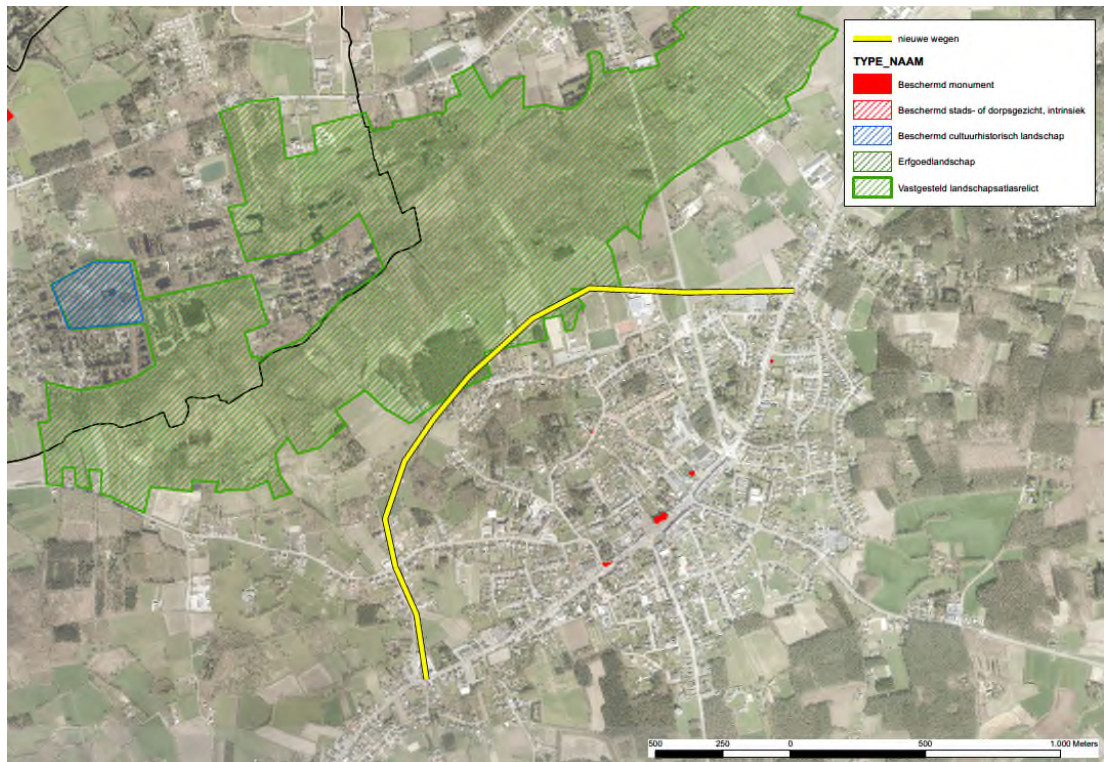 nieuwe wegen
TYPE_NAAM
Beschermd monument
Beschermd stads- of dorpsgezicht, intrinsiek
Beschermd cultuurhistorisch landschap
Erfgoedlandschap
Vastgesteld landschapsatlasrelict
500 250 0 500 1.000 Meters